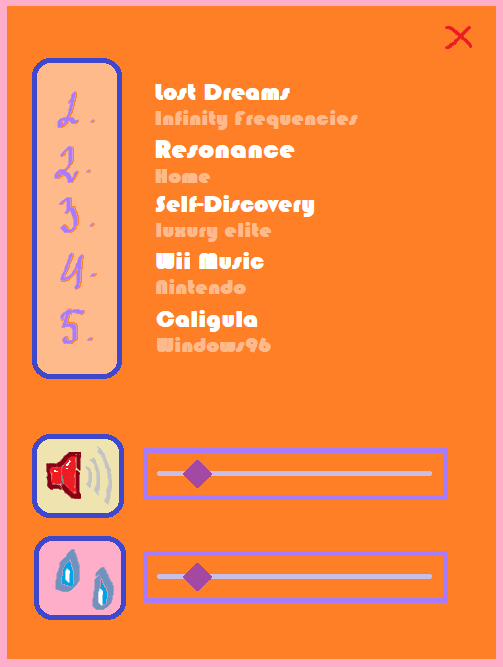 1.
Lost Dreams
Infinity Frequencies
2.
Resonance
Home
3.
Self-Discovery
luxury elite
4.
Wii Music
Nintendo
5.
Caligula
Windows96